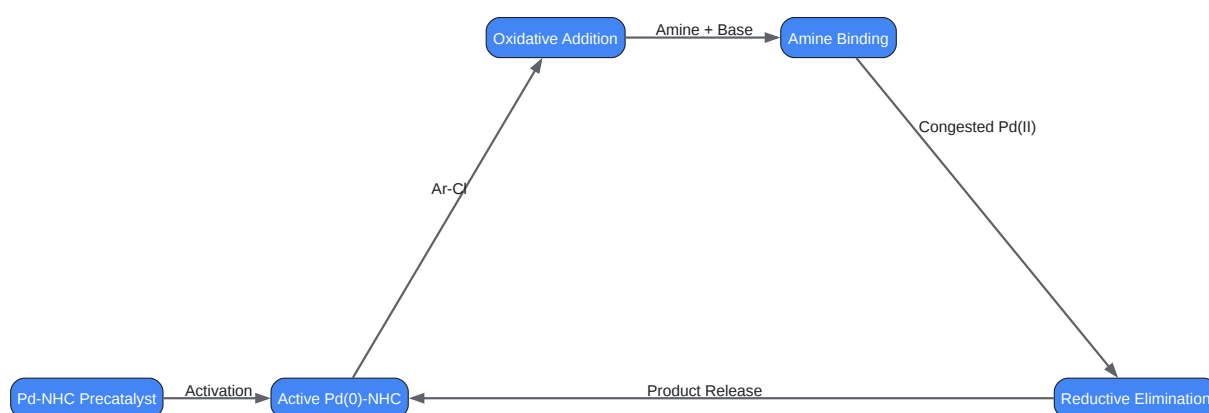 Oxidative Addition
Amine + Base
Amine Binding
Congested Pd(II)
Ar-Cl
Pd-NHC Precatalyst
Activation
Active Pd(0)-NHC
Product Release
Reductive Elimination